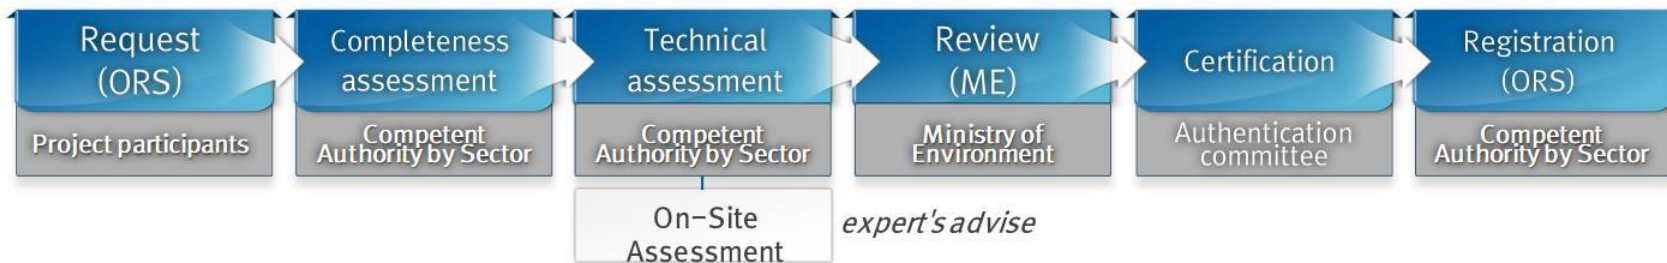 Request
(ORS)
Project participants
Completeness
assessment
Competent
Authority by Sector
Technical
assessment
Competent
Authority by Sector
On-Site
Assessment
expert's advise
Review
(ME)
Ministry of
Environment
Certification
Authentication
committee
Registration
(ORS)
Competent
Authority by Sector